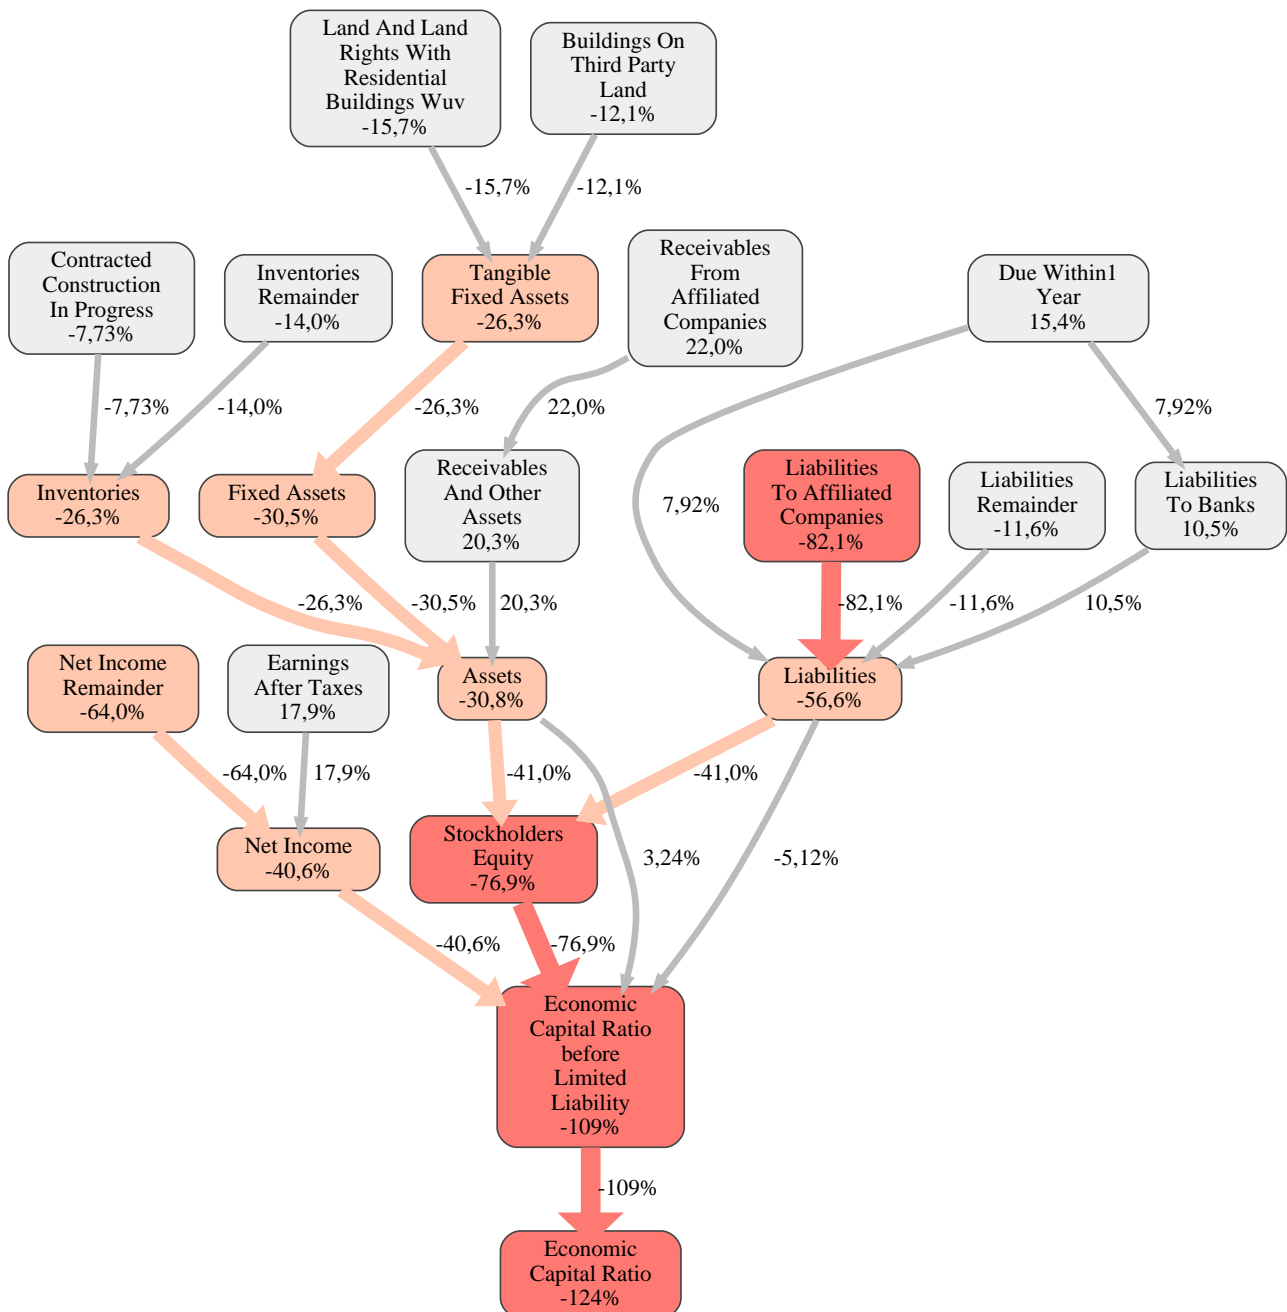 Land And Land
Rights With
Residential
Buildings Wuv
-15,7%
Buildings On
Third Party
Land
-12,1%
-15,7%
-12,1%
Contracted
Construction
In Progress
-7,73%
Inventories
Remainder
-14,0%
Tangible
Fixed Assets
-26,3%
Receivables
From
Affiliated
Companies
22,0%
Due Within1
Year
15,4%
-7,73%
-14,0%
-26,3%
22,0%
7,92%
Inventories
-26,3%
Fixed Assets
-30,5%
Receivables
And Other
Assets
20,3%
7,92%
Liabilities
To Affiliated
Companies
-82,1%
Liabilities
Remainder
-11,6%
Liabilities
To Banks
10,5%
-26,3%
-30,5%
20,3%
-82,1%
-11,6%
10,5%
Net Income
Remainder
-64,0%
Earnings
After Taxes
17,9%
Assets
-30,8%
Liabilities
-56,6%
-64,0%
17,9%
-41,0%
-41,0%
Net Income
-40,6%
Stockholders
Equity
-76,9%
3,24%
-5,12%
-40,6%
-76,9%
Economic
Capital Ratio
before
Limited
Liability
-109%
-109%
Economic
Capital Ratio
-124%